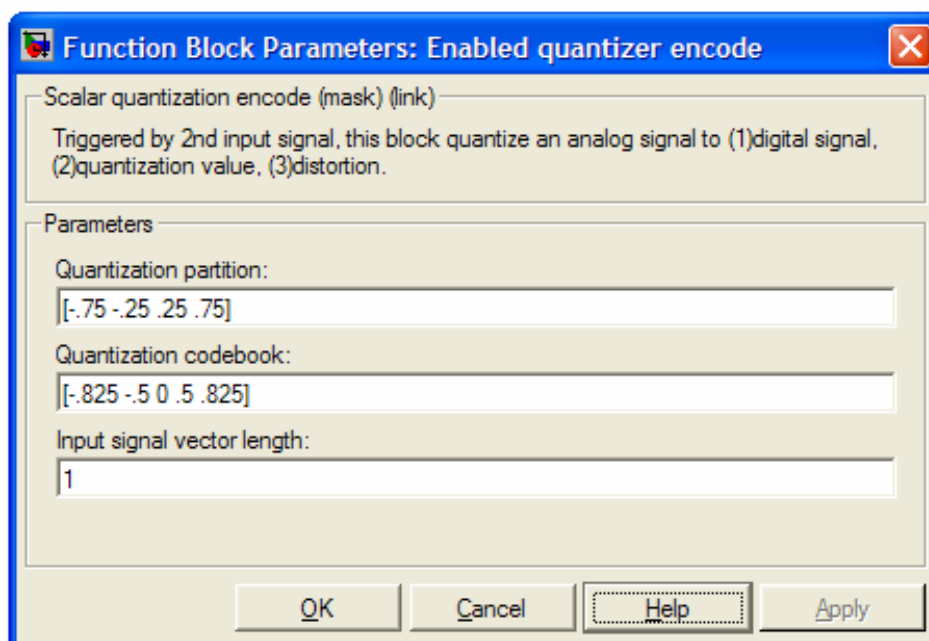 Function Block Parameters: Enabled quantizer encode
Scalar quantization encode (mask) (link)
Triggered by 2nd input signal, this block quantize an analog signal to (1)digital signal,
(2)quantization value, (3)distortion.
Parameters
Quantization partition:
[-.75 -.25 .25 .75]
Quantization codebook:
[-.825 -.5 0 .5 .825]
Input signal vector length:
1
OK Cancel Help Apply